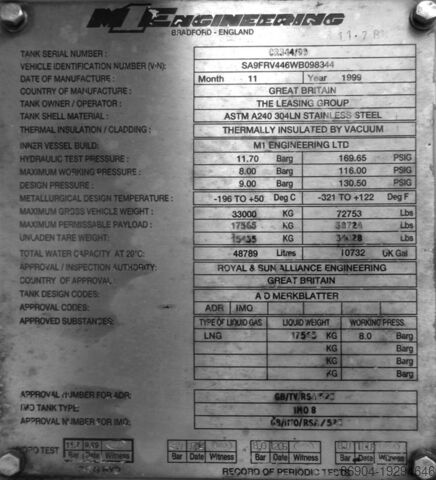 M1 ENGINEERING
BRADFORD - ENGLAND
TANK SERIAL NUMBER :
VEHICLE IDENTIFICATION NUMBER (V-N): SA9FRV446WB098344
DATE OF MANUFACTURE : Month 11 Year 1999
COUNTRY OF MANUFACTURE : GREAT BRITAIN
TANK OWNER / OPERATOR : THE LEASING GROUP
TANK SHELL MATERIAL : ASTM A240 304LN STAINLESS STEEL
THERMAL INSULATION / CLADDING : THERMALLY INSULATED BY VACUUM
INNER VESSEL BUILD: M1 ENGINEERING LTD
HYDRAULIC TEST PRESSURE : 11.70 Barg 169.65 PSIG
MAXIMUM WORKING PRESSURE : 8.00 Barg 116.00 PSIG
DESIGN PRESSURE : 9.00 Barg 130.50 PSIG
METALLURGICAL DESIGN TEMPERATURE : -196 TO +50 Deg C -321 TO +122 Deg F
MAXIMUM GROSS VEHICLE WEIGHT : 33000 KG 72753 Lbs
MAXIMUM PERMISSABLE PAYLOAD : KG Lbs
UNLADEN TARE WEIGHT: KG Lbs
TOTAL WATER CAPACITY AT 20°C: 48789 Litres 10732 UK Gal
APPROVAL / INSPECTION AUTHORITY: ROYAL & SUN ALLIANCE ENGINEERING
COUNTRY OF APPROVAL: GREAT BRITAIN
TANK DESIGN CODES: A D MERKBLATTER
APPROVAL CODES: ADR IMO
APPROVED SUBSTANCES: TYPE OF LIQUID GAS LIQUID WEIGHT WORKING PRESS.
LNG KG 8.0 Barg
KG Barg
KG Barg
KG Barg
APPROVAL NUMBER FOR ADR:
IMO TANK TYPE: IMO 8
APPROVAL NUMBER FOR IMO:
TEST
Bar Date Witness Bar Date Witness Bar Date Witness Bar Date Witness
RECORD OF PERIODIC TESTS